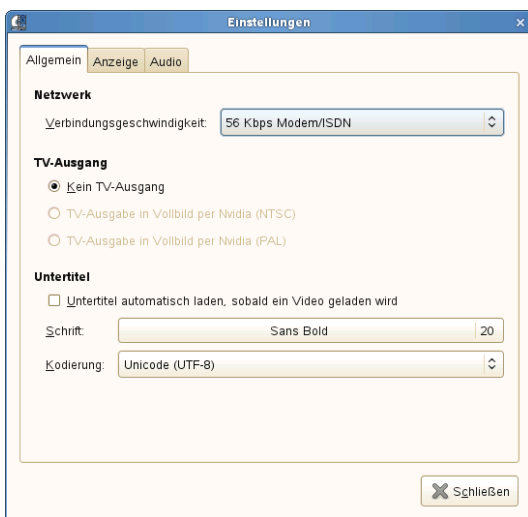 Einstellungen
Allgemein Anzeige Audio
Netzwerk
Verbindungsgeschwindigkeit: 56 Kbps Modem/ISDN
TV-Ausgang
Kein TV-Ausgang
TV-Ausgabe in Vollbild per Nvidia (NTSC)
TV-Ausgabe in Vollbild per Nvidia (PAL)
Untertitel
Untertitel automatisch laden, sobald ein Video geladen wird
Schrift: Sans Bold 20
Kodierung: Unicode (UTF-8)
Schließen